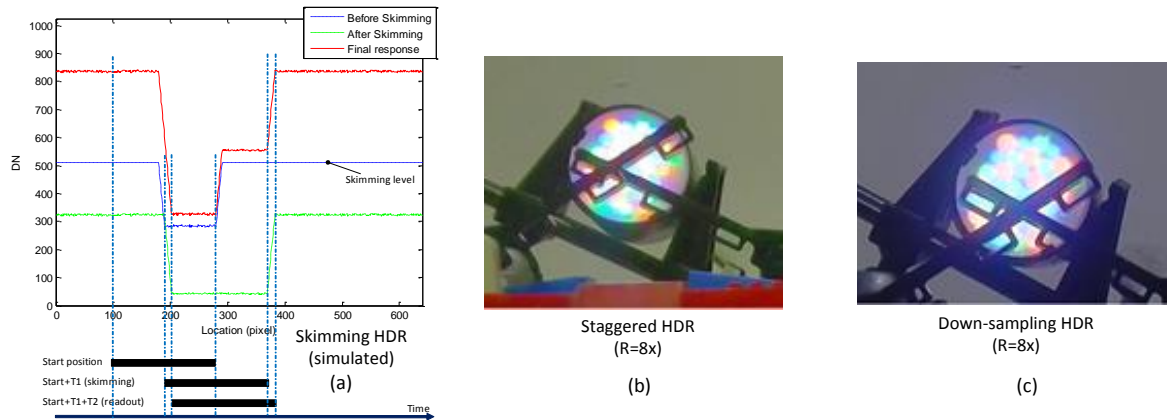 1000
900
800
700
600
500
400
300
200
100
0
DN
0 100 200 300 400 500 600
Location (pixel)
Before Skimming
After Skimming
Final response
Skimming level
Skimming HDR
(simulated)
(a)
Start position
Start+T1 (skimming)
Start+T1+T2 (readout)
Time
Staggered HDR
(R=8x)
(b)
Down-sampling HDR
(R=8x)
(c)